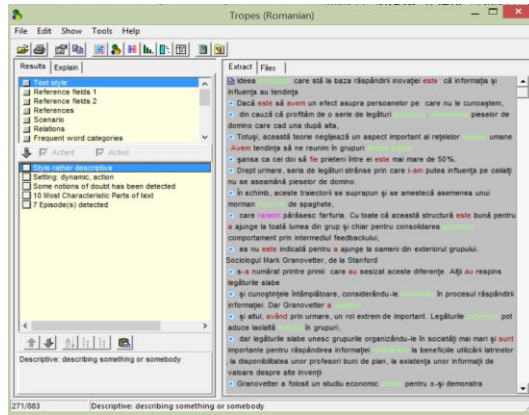 Tropes (Romanian)
File Edit Show Tools Help
Results Explain
Text style
Reference fields 1
Reference fields 2
References
Scenario
Relations
Frequent word categories
Actant Acted
Style rather descriptive
Setting: dynamic, action
Some notions of doubt has been detected
10 Most Characteristic Parts of text
7 Episode(s) detected
Descriptive: describing something or somebody
Extract Files
Ideea care stă la baza răspândirii inovației este că informația și
influența au tendința
Dacă este să avem un efect asupra persoanelor pe care nu le cunoaștem,
din cauză că profităm de o serie de legături pieselor de
domino care cad una după alta,
Totuși, această teorie neglijează un aspect important al rețelelor umane
. Avem tendința să ne reunim în grupuri
șansa ca cei doi să fie prieteni între ei este mai mare de 50%.
Drept urmare, seria de legături strânse prin care i-am putea influența pe ceilalți
nu se aseamănă pieselor de domino.
În schimb, aceste traiectorii se suprapun și se amestecă asemenea unui
morman de spaghete,
care rareori părăsesc farfuria. Cu toate că această structură este bună pentru
a ajunge la toată lumea din grup și chiar pentru consolidarea
comportament prin intermediul feedbackului,
ea nu este indicată pentru a ajunge la oameni din exteriorul grupului.
Sociologul Mark Granovetter, de la Stanford
s-a numărat printre primii care au sesizat aceste diferențe. Alții au respins
legăturile slabe
și cunoștințele întâmplătoare, considerându-le în procesul răspândirii
informației. Dar Granovetter a
și altul, având prin urmare, un rol extrem de important. Legăturile pot
aduce laolaltă în grupuri,
dar legăturile slabe unesc grupurile organizându-le în societăți mai mari și sunt
importante pentru răspândirea informației la beneficiile utilizării latrinelor
, la disponibilitatea unor profesori buni de pian, la existența unor informații de
valoare despre alte invenții
Granovetter a folosit un studiu economic pentru a-și demonstra
271/883 Descriptive: describing something or somebody